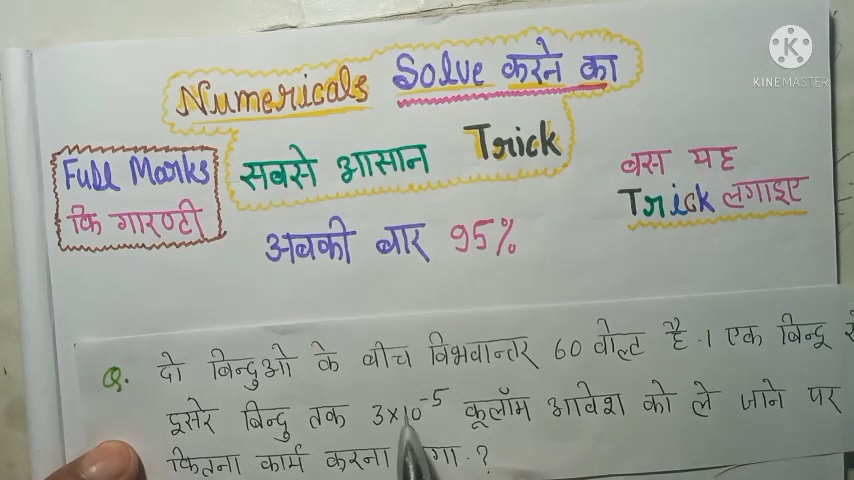 KINEMASTER
Numericals Solve करने का
सबसे आसान Trick
Full Marks
कि गारण्टी
बस यह
Trick लगाइए
अबकी बार 95%
Q. दो बिन्दुओ के बीच विभवान्तर 60 वोल्ट है.। एक बिन्दू से
दूसरे बिन्दु तक 3×10⁻⁵ कूलॉम आवेश को ले जाने पर
कितना कार्म करना गा.?